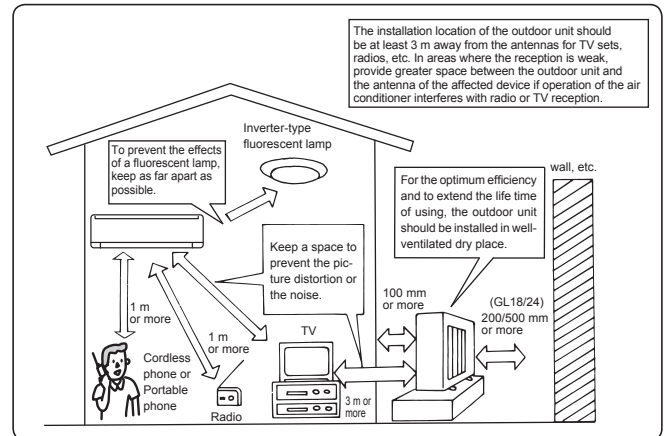 The installation location of the outdoor unit should
be at least 3 m away from the antennas for TV sets,
radios, etc. In areas where the reception is weak,
provide greater space between the outdoor unit and
the antenna of the affected device if operation of the air
conditioner interferes with radio or TV reception.
Inverter-type
fluorescent lamp
To prevent the effects
of a fluorescent lamp,
keep as far apart as
possible.
wall, etc.
For the optimum efficiency
and to extend the life time
of using, the outdoor unit
should be installed in well-
ventilated dry place.
Keep a space to
prevent the pic-
ture distortion or
the noise.
100 mm
or more
(GL18/24)
200/500 mm
or more
1 m
or more
1 m
or more
TV
Cordless
phone or
Portable
phone
Radio
3 m or
more